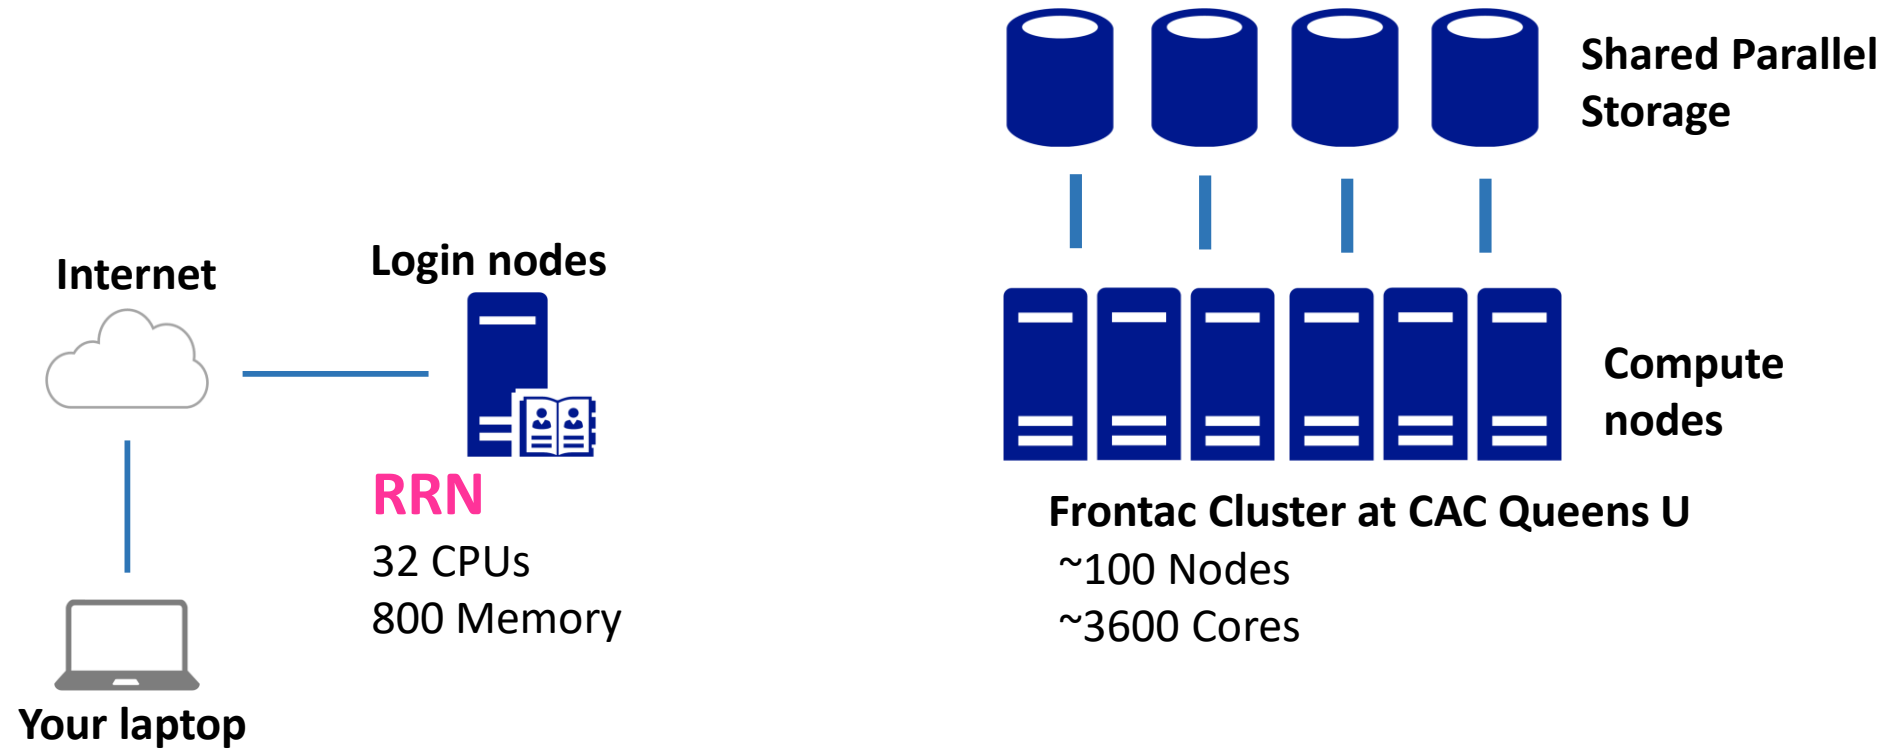 Shared Parallel
Storage
Internet
Login nodes
Compute
nodes
RRN
32 CPUs
800 Memory
Frontac Cluster at CAC Queens U
~100 Nodes
~3600 Cores
Your laptop